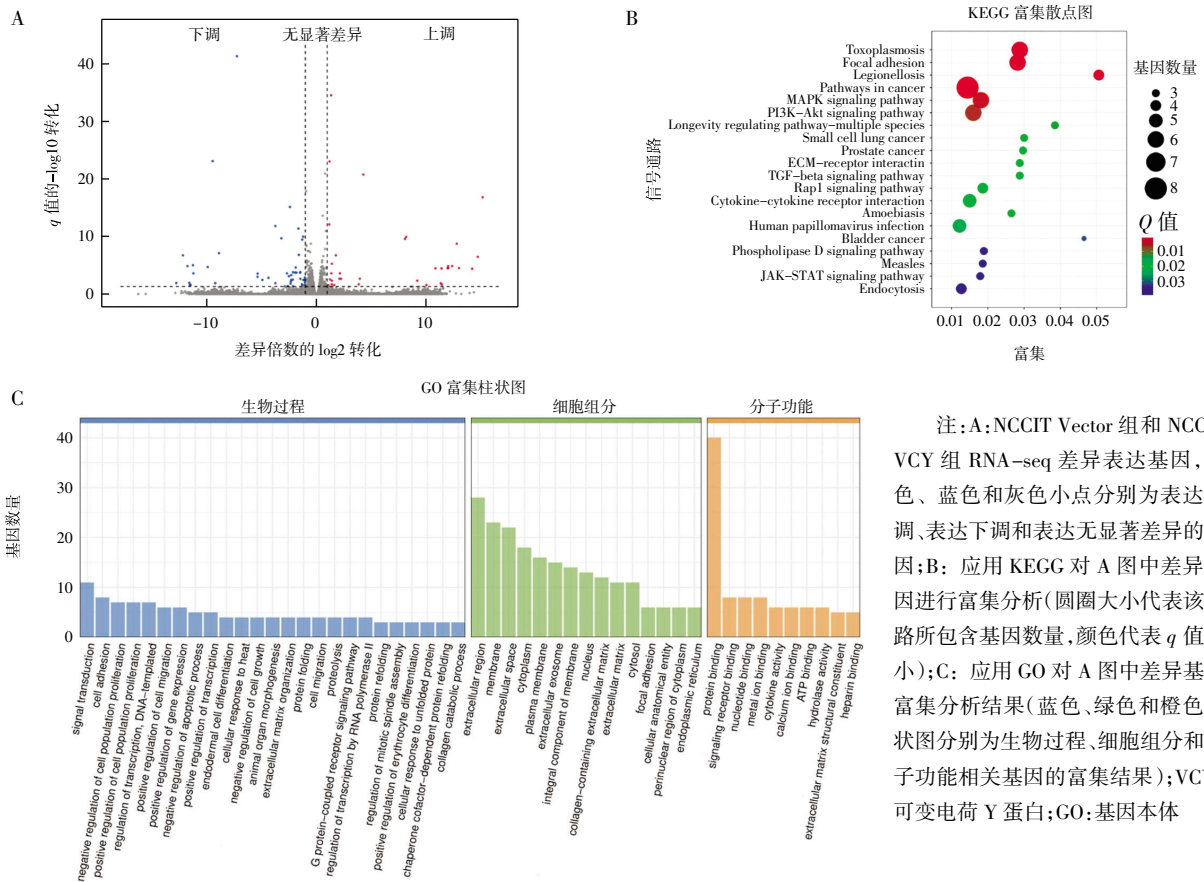 A
下调
无显著差异
上调
40
30
20
10
0
q 值的-log10 转化
-10
0
10
差异倍数的 log2 转化
B
KEGG 富集散点图
Toxoplasmosis
Focal adhesion
Legionellosis
Pathways in cancer
MAPK signaling pathway
PI3K-Akt signaling pathway
Longevity regulating pathway-multiple species
Small cell lung cancer
Prostate cancer
ECM-receptor interactin
TGF-beta signaling pathway
Rap1 signaling pathway
Cytokine-cytokine receptor interaction
Amoebiasis
Human papillomavirus infection
Bladder cancer
Phospholipase D signaling pathway
Measles
JAK-STAT signaling pathway
Endocytosis
信号通路
0.01
0.02
0.03
0.04
0.05
富集
基因数量
3
4
5
6
7
8
Q 值
0.01
0.02
0.03
C
GO 富集柱状图
生物过程
细胞组分
分子功能
40
30
20
10
0
基因数量
signal transduction
cell adhesion
negative regulation of cell population proliferation
positive regulation of cell population proliferation
regulation of transcription, DNA-templated
positive regulation of cell migration
positive regulation of gene expression
negative regulation of apoptotic process
positive regulation of transcription
endodermal cell differentiation
cellular response to heat
negative regulation of cell growth
animal organ morphogenesis
extracellular matrix organization
protein folding
cell migration
proteolysis
G protein-coupled receptor signaling pathway
regulation of transcription by RNA polymerase II
protein refolding
regulation of mitotic spindle assembly
positive regulation of erythrocyte differentiation
cellular response to unfolded protein
chaperone cofactor-dependent protein refolding
collagen catabolic process
extracellular region
membrane
extracellular space
cytoplasm
plasma membrane
extracellular exosome
integral component of membrane
nucleus
collagen-containing extracellular matrix
extracellular matrix
cytosol
focal adhesion
cellular anatomical entity
perinuclear region of cytoplasm
endoplasmic reticulum
protein binding
signaling receptor binding
nucleotide binding
metal ion binding
cytokine activity
calcium ion binding
ATP binding
hydrolase activity
extracellular matrix structural constituent
heparin binding
注:A:NCCIT Vector 组和 NCC
VCY 组 RNA-seq 差异表达基因,
色、蓝色和灰色小点分别为表达
调、表达下调和表达无显著差异的
因;B: 应用 KEGG 对 A 图中差异
因进行富集分析(圆圈大小代表该
路所包含基因数量,颜色代表 q 值
小);C: 应用 GO 对 A 图中差异基
富集分析结果(蓝色、绿色和橙色
状图分别为生物过程、细胞组分和
子功能相关基因的富集结果);VCY
可变电荷 Y 蛋白;GO:基因本体